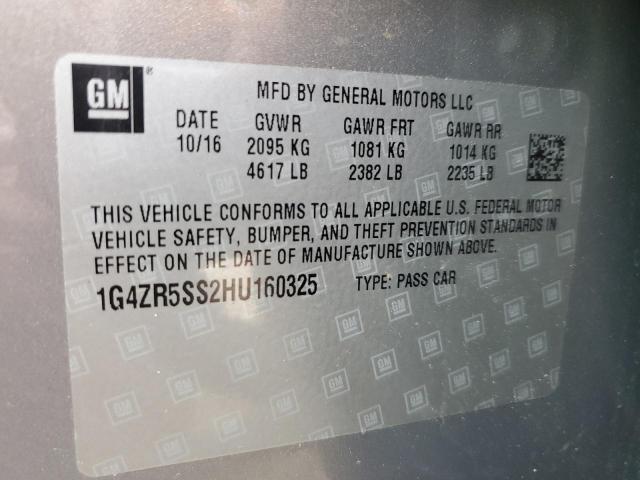 GM ®
MFD BY GENERAL MOTORS LLC
DATE GVWR GAWR FRT GAWR RR
10/16 2095 KG 1081 KG 1014 KG
4617 LB 2382 LB 2235 LB
THIS VEHICLE CONFORMS TO ALL APPLICABLE U.S. FEDERAL MOTOR
VEHICLE SAFETY, BUMPER, AND THEFT PREVENTION STANDARDS IN
EFFECT ON THE DATE OF MANUFACTURE SHOWN ABOVE.
1G4ZR5SS2HU160325 TYPE: PASS CAR